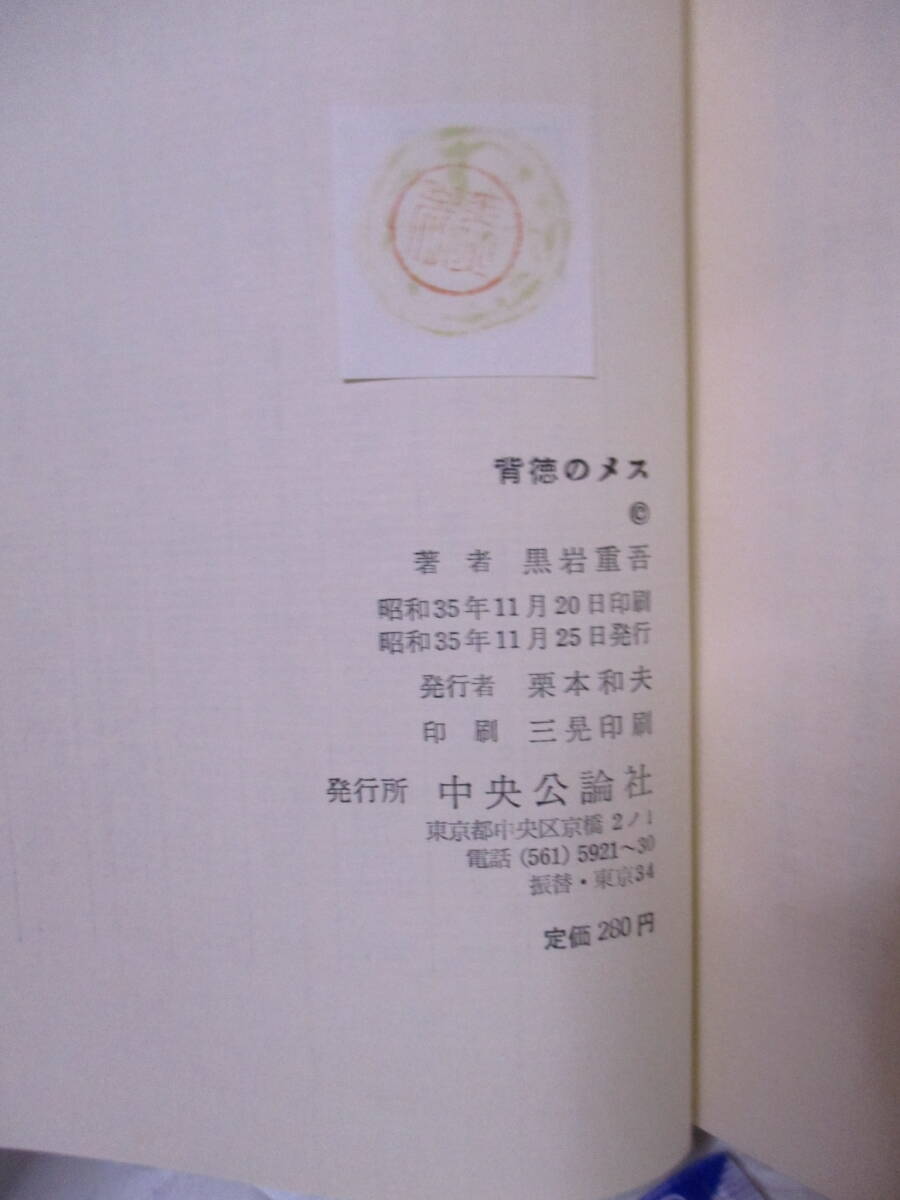 背徳のメス
©
著者 黒岩重吾
昭和35年11月20日印刷
昭和35年11月25日発行
発行者 栗本和夫
印刷 三晃印刷
発行所 中央公論社
東京都中央区京橋2ノ1
電話(561)5921〜30
振替・東京34
定価280円